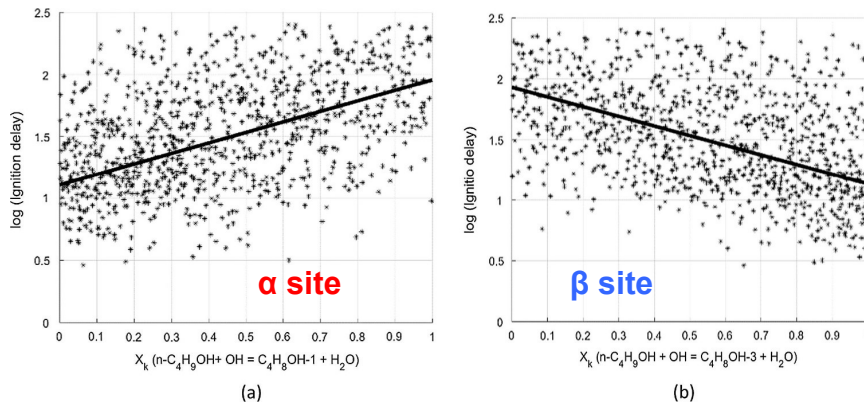 2.5
2
1.5
1
0.5
0
log (Ignition delay)
α site
0 0.1 0.2 0.3 0.4 0.5 0.6 0.7 0.8 0.9 1
X_k (n-C₄H₉OH+ OH = C₄H₈OH-1 + H₂O)
(a)
2.5
2
1.5
1
0.5
0
log (Ignitio delay)
β site
0 0.1 0.2 0.3 0.4 0.5 0.6 0.7 0.8 0.9
X_k (n-C₄H₉OH + OH = C₄H₈OH-3 + H₂O)
(b)